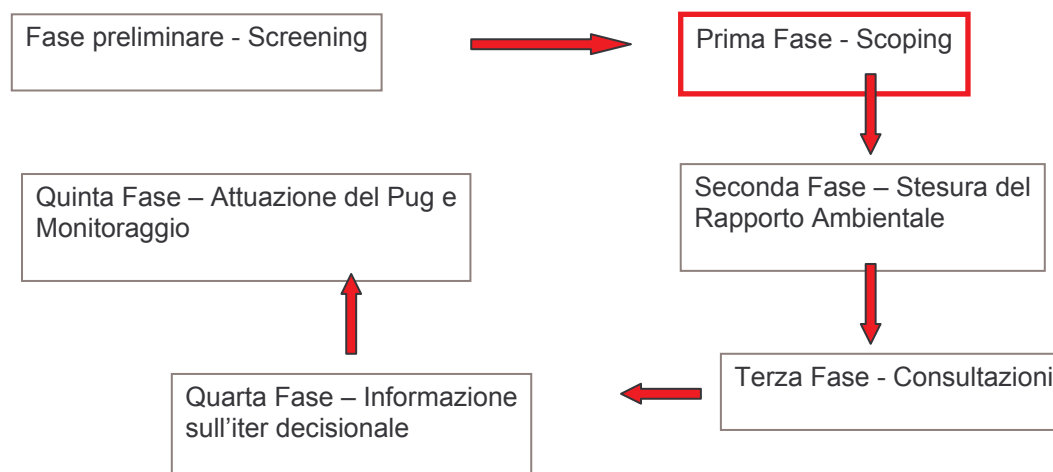 Fase preliminare - Screening
Prima Fase - Scoping
Seconda Fase – Stesura del
Rapporto Ambientale
Terza Fase - Consultazioni
Quarta Fase – Informazione
sull'iter decisionale
Quinta Fase – Attuazione del Pug e
Monitoraggio